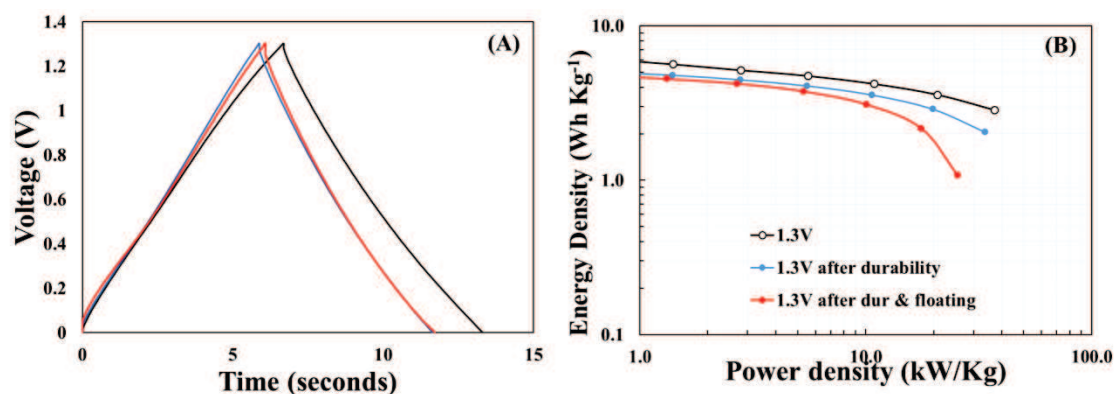 (A)
Voltage (V)
1.4
1.2
1
0.8
0.6
0.4
0.2
0
0
5
10
15
Time (seconds)
(B)
Energy Density (Wh Kg-1)
10.0
1.0
0.1
1.3V
1.3V after durability
1.3V after dur & floating
1.0
10.0
100.0
Power density (kW/Kg)